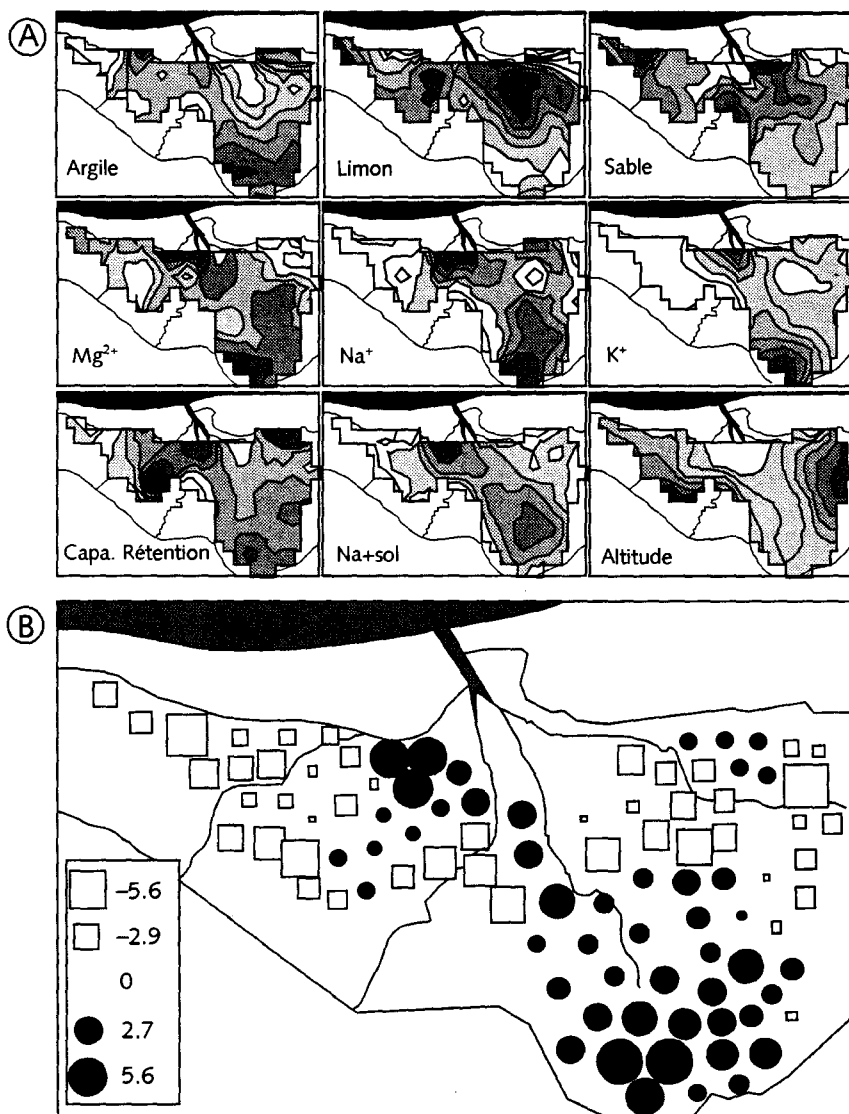 A
Argile
Limon
Sable
Mg²⁺
Na⁺
K⁺
Capa. Rétention
Na+sol
Altitude
B
−5.6
−2.9
0
2.7
5.6